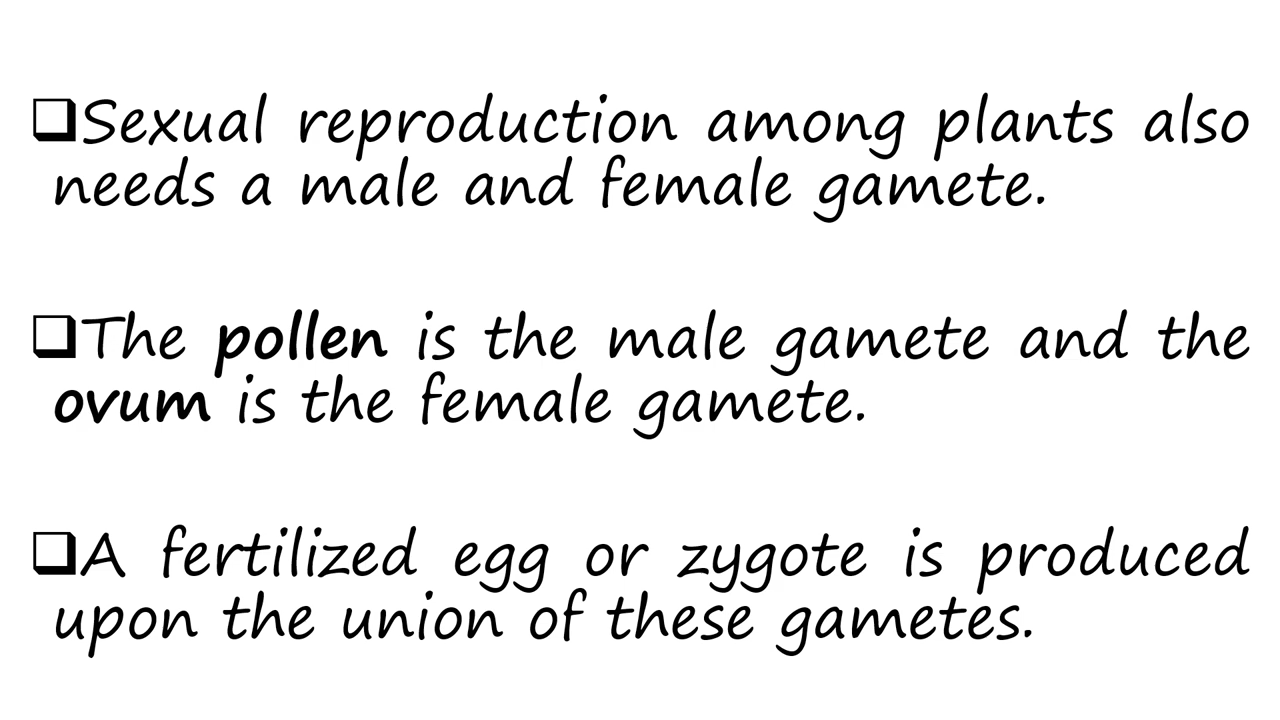 ❑Sexual reproduction among plants also
needs a male and female gamete.
❑The pollen is the male gamete and the
ovum is the female gamete.
❑A fertilized egg or zygote is produced
upon the union of these gametes.